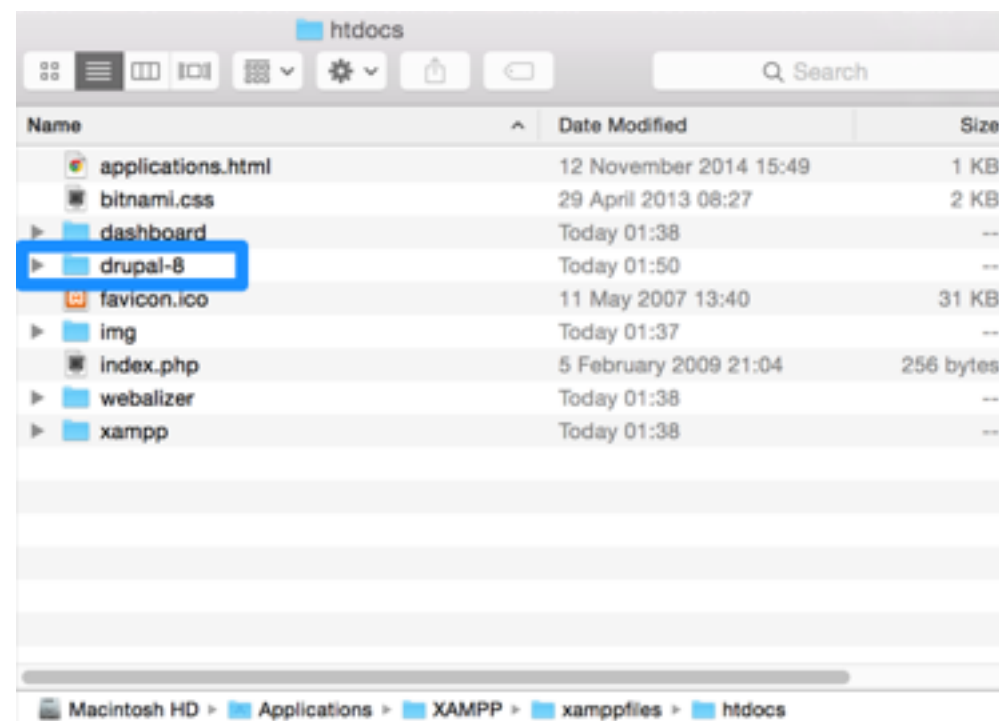 htdocs
Search
Name Date Modified Size
applications.html 12 November 2014 15:49 1 KB
bitnami.css 29 April 2013 08:27 2 KB
dashboard Today 01:38 --
drupal-8 Today 01:50 --
favicon.ico 11 May 2007 13:40 31 KB
img Today 01:37 --
index.php 5 February 2009 21:04 256 bytes
webalizer Today 01:38 --
xampp Today 01:38 --
Macintosh HD Applications XAMPP xamppfiles htdocs